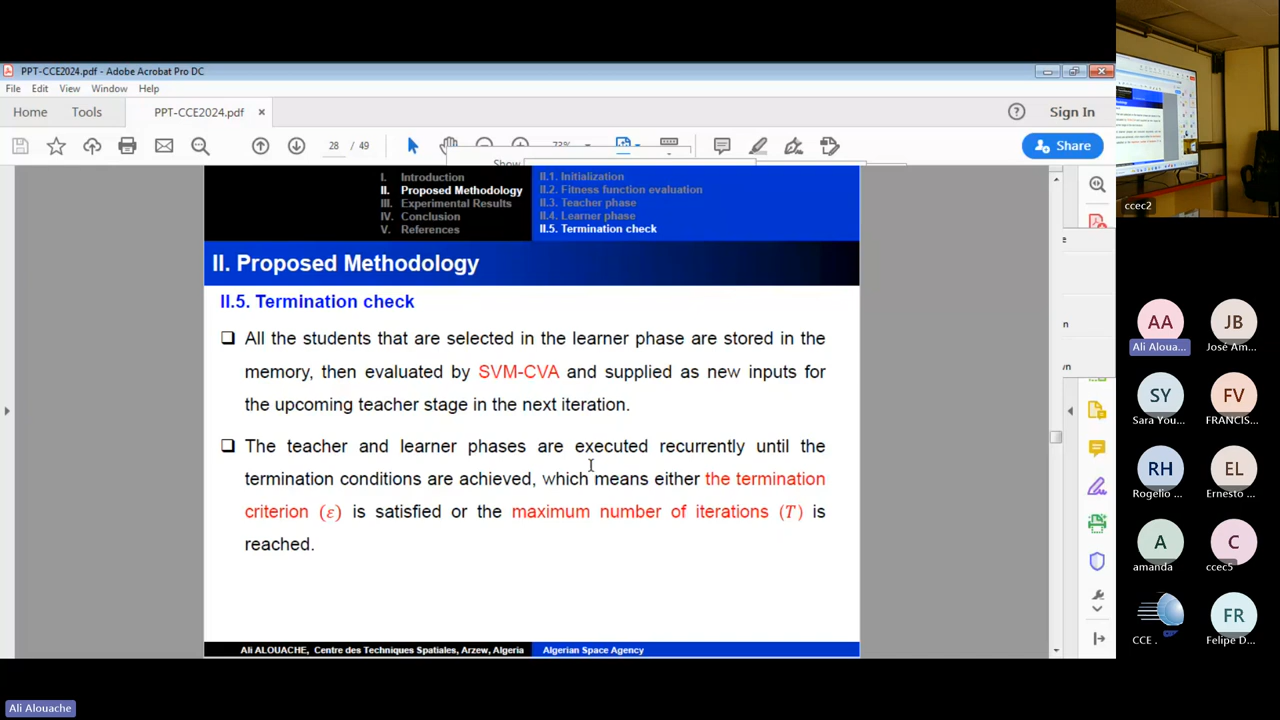 PPT-CCE2024.pdf - Adobe Acrobat Pro DC
File Edit View Window Help
Home Tools PPT-CCE2024.pdf × Sign In
28 / 49 73% Share
Show
I. Introduction
II. Proposed Methodology
III. Experimental Results
IV. Conclusion
V. References
II.1. Initialization
II.2. Fitness function evaluation
II.3. Teacher phase
II.4. Learner phase
II.5. Termination check
II. Proposed Methodology
II.5. Termination check
All the students that are selected in the learner phase are stored in the
memory, then evaluated by SVM-CVA and supplied as new inputs for
the upcoming teacher stage in the next iteration.
The teacher and learner phases are executed recurrently until the
termination conditions are achieved, which means either the termination
criterion (ε) is satisfied or the maximum number of iterations (T) is
reached.
Ali ALOUACHE, Centre des Techniques Spatiales, Arzew, Algeria
Algerian Space Agency
ccec2
AA JB
Ali Aloua... José Am...
SY FV
Sara You... FRANCIS...
RH EL
Rogelio ... Ernesto ...
A C
amanda ccec5
FR
CCE . Felipe D...
Ali Alouache